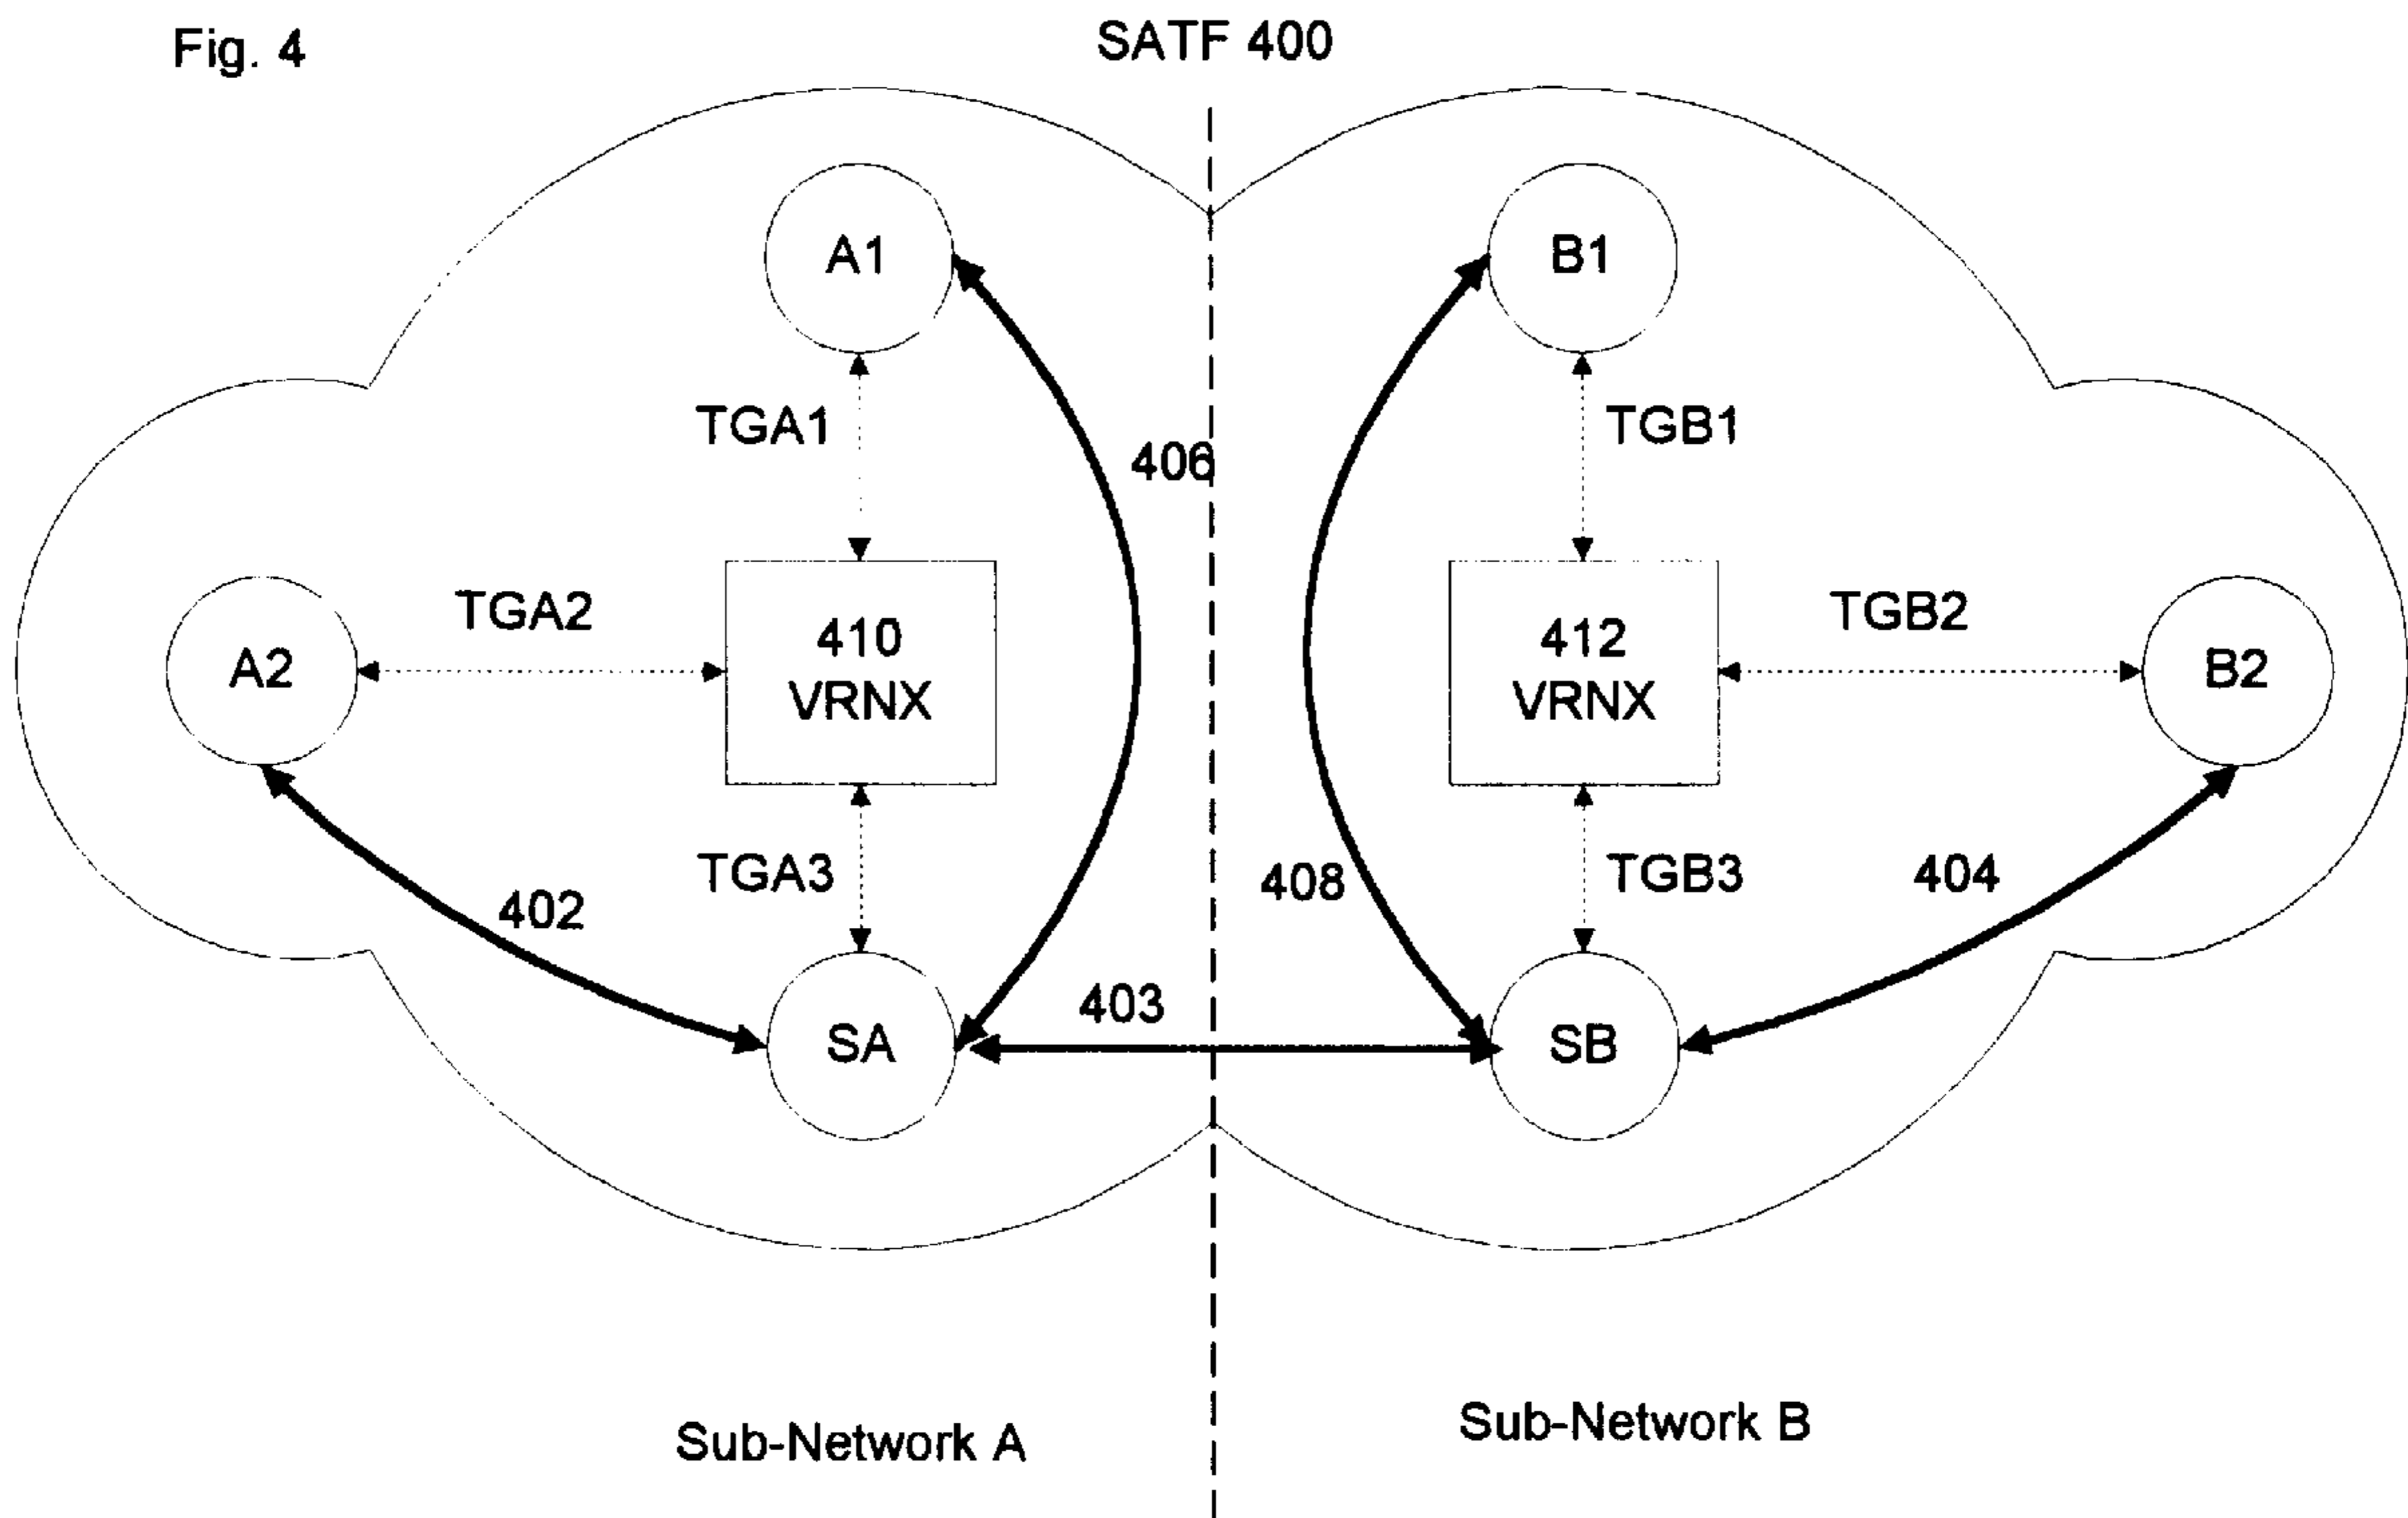 Fig. 4
SATF 400
A1
B1
TGA1
TGB1
406
TGA2
TGB2
410
VRNX
412
VRNX
A2
B2
TGA3
TGB3
402
408
404
403
SA
SB
Sub-Network A
Sub-Network B